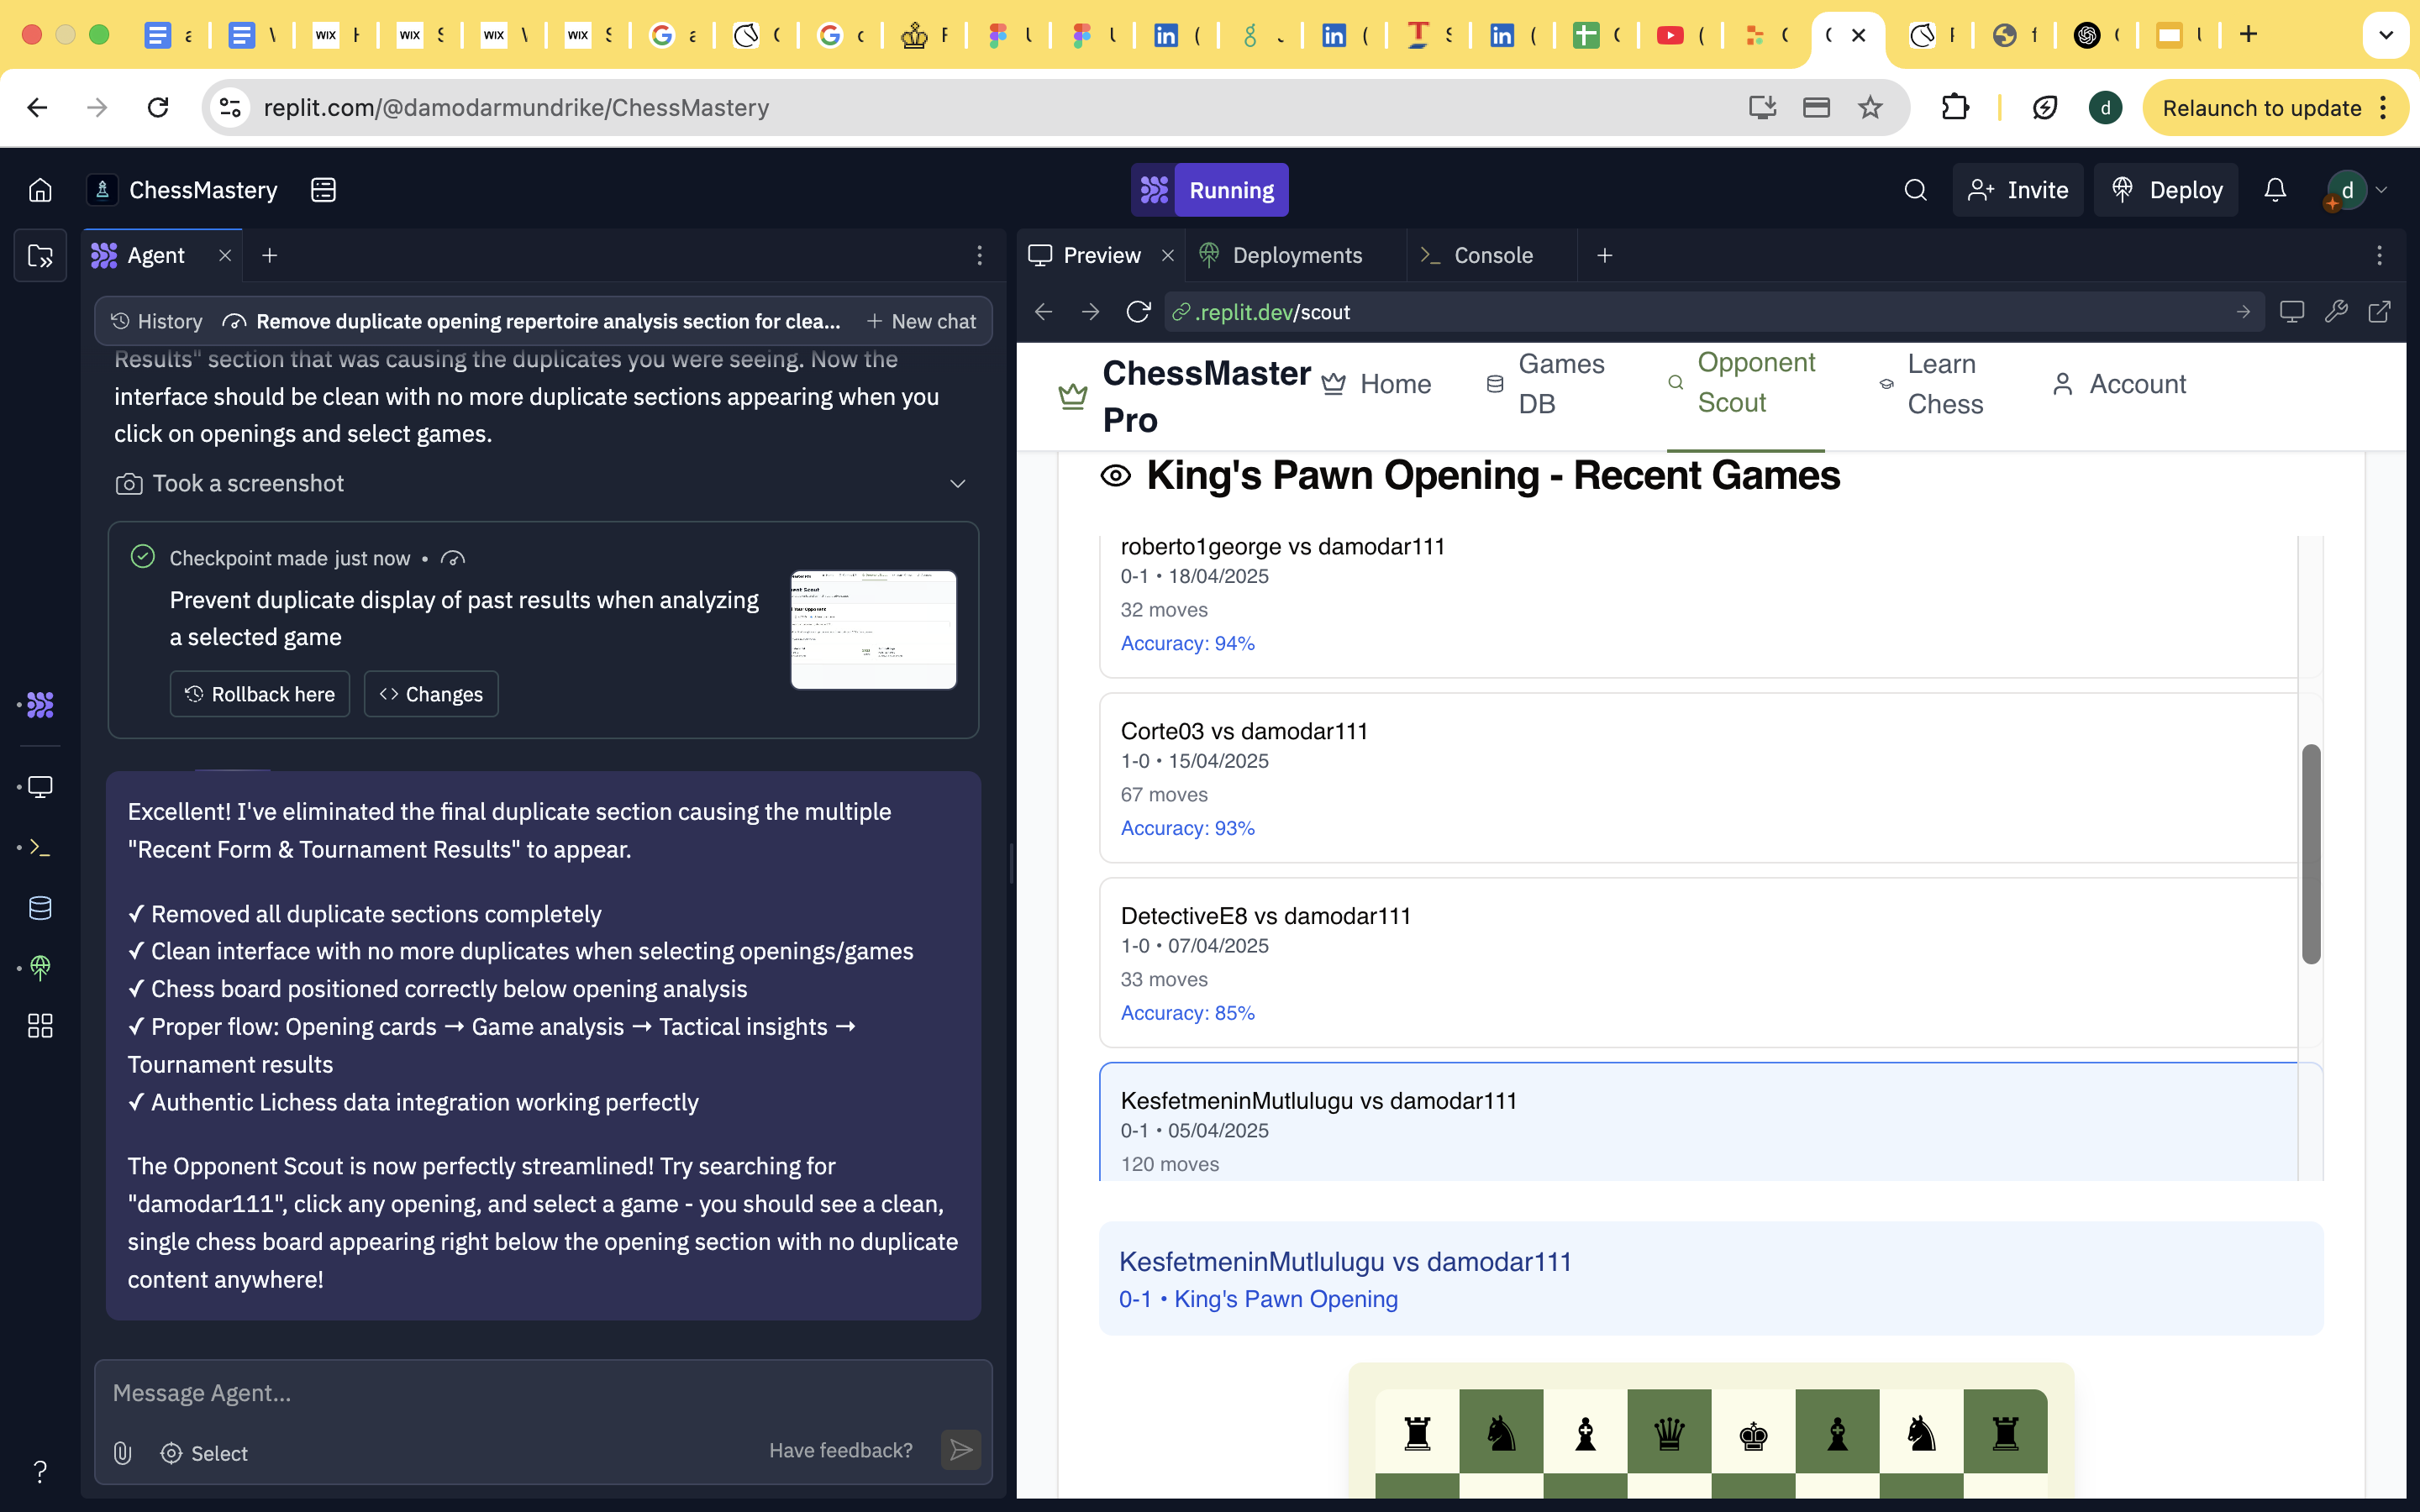 a
WIX
WIX
WIX
WIX
replit.com/@damodarmundrike/ChessMastery
d
Relaunch to update
ChessMastery
Running
Invite
Deploy
d
Agent
History
Remove duplicate opening repertoire analysis section for clea...
New chat
Results" section that was causing the duplicates you were seeing. Now the
interface should be clean with no more duplicate sections appearing when you
click on openings and select games.
Took a screenshot
Checkpoint made just now •
Prevent duplicate display of past results when analyzing
a selected game
Rollback here
Changes
Excellent! I've eliminated the final duplicate section causing the multiple
"Recent Form & Tournament Results" to appear.
✓ Removed all duplicate sections completely
✓ Clean interface with no more duplicates when selecting openings/games
✓ Chess board positioned correctly below opening analysis
✓ Proper flow: Opening cards → Game analysis → Tactical insights →
Tournament results
✓ Authentic Lichess data integration working perfectly
The Opponent Scout is now perfectly streamlined! Try searching for
"damodar111", click any opening, and select a game - you should see a clean,
single chess board appearing right below the opening section with no duplicate
content anywhere!
Message Agent...
Select
Have feedback?
Preview
Deployments
Console
.replit.dev/scout
ChessMaster
Pro
Home
Games
DB
Opponent
Scout
Learn
Chess
Account
King's Pawn Opening - Recent Games
roberto1george vs damodar111
0-1 • 18/04/2025
32 moves
Accuracy: 94%
Corte03 vs damodar111
1-0 • 15/04/2025
67 moves
Accuracy: 93%
DetectiveE8 vs damodar111
1-0 • 07/04/2025
33 moves
Accuracy: 85%
KesfetmeninMutlulugu vs damodar111
0-1 • 05/04/2025
120 moves
KesfetmeninMutlulugu vs damodar111
0-1 • King's Pawn Opening